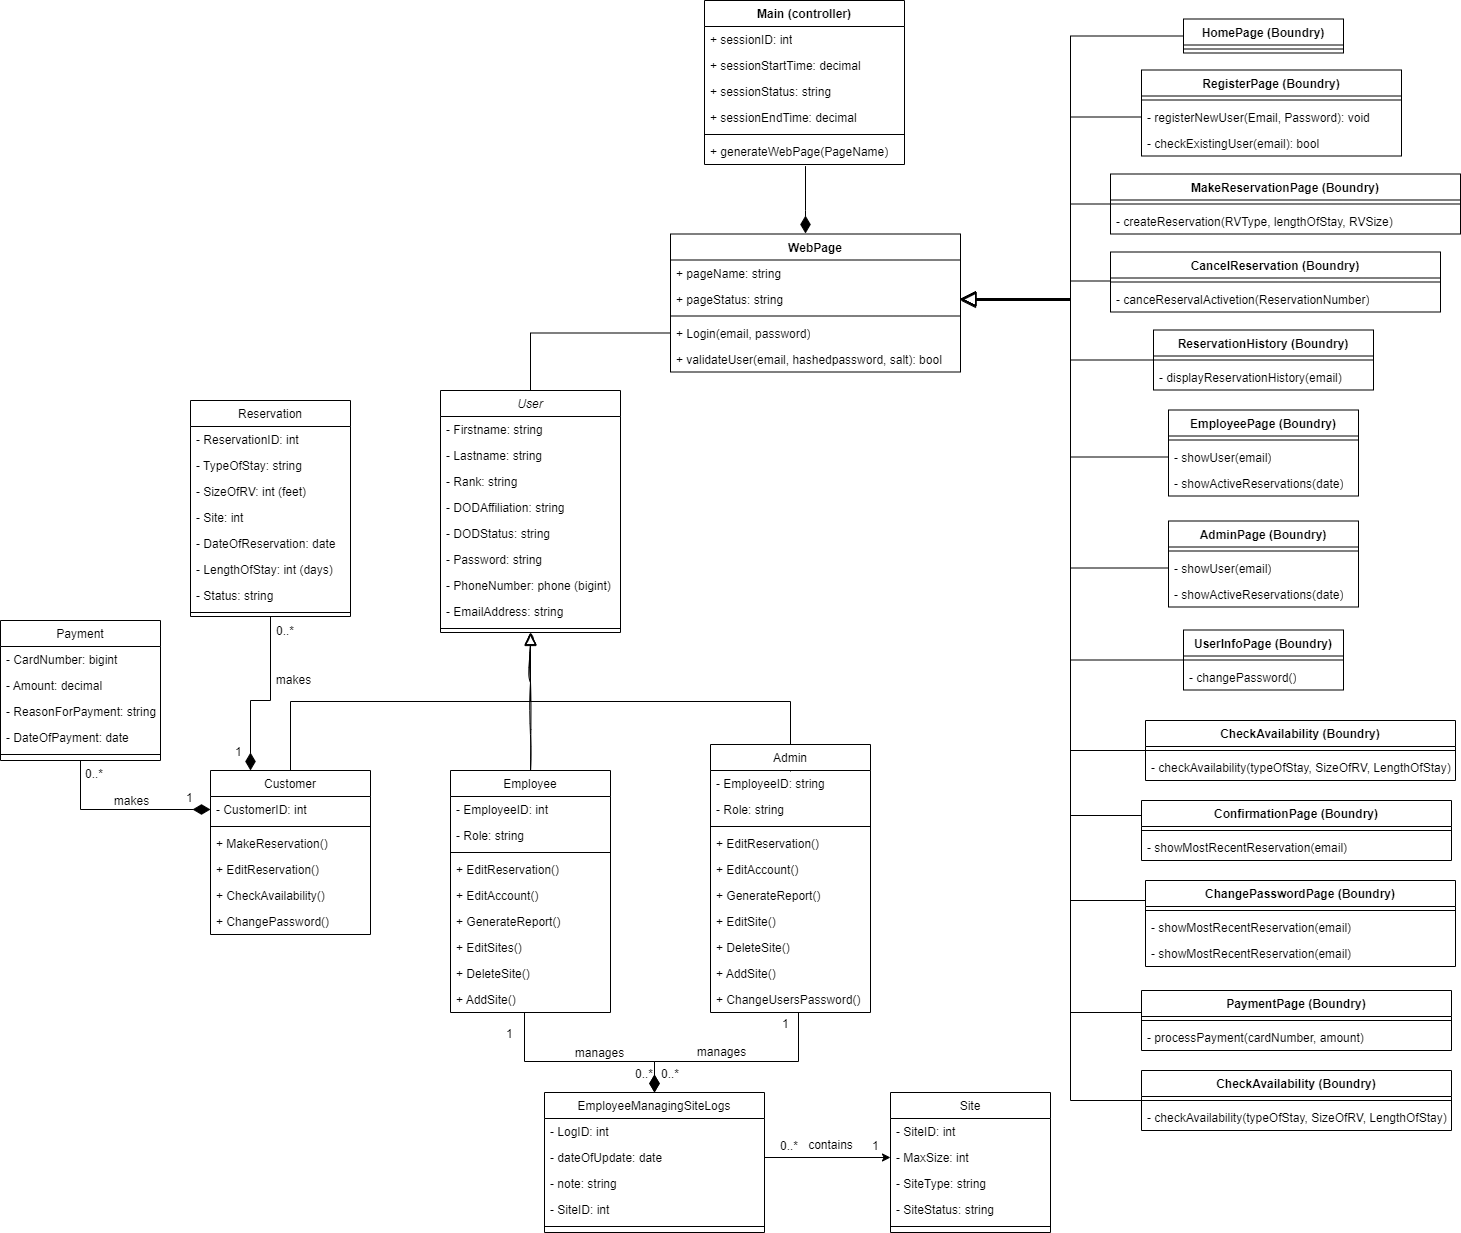 Main (controller)
+ sessionID: int
+ sessionStartTime: decimal
+ sessionStatus: string
+ sessionEndTime: decimal
+ generateWebPage(PageName)
WebPage
+ pageName: string
+ pageStatus: string
+ Login(email, password)
+ validateUser(email, hashedpassword, salt): bool
User
- Firstname: string
- Lastname: string
- Rank: string
- DODAffiliation: string
- DODStatus: string
- Password: string
- PhoneNumber: phone (bigint)
- EmailAddress: string
Reservation
- ReservationID: int
- TypeOfStay: string
- SizeOfRV: int (feet)
- Site: int
- DateOfReservation: date
- LengthOfStay: int (days)
- Status: string
0..*
makes
1
Payment
- CardNumber: bigint
- Amount: decimal
- ReasonForPayment: string
- DateOfPayment: date
0..*
makes
1
Customer
- CustomerID: int
+ MakeReservation()
+ EditReservation()
+ CheckAvailability()
+ ChangePassword()
Employee
- EmployeeID: int
- Role: string
+ EditReservation()
+ EditAccount()
+ GenerateReport()
+ EditSites()
+ DeleteSite()
+ AddSite()
Admin
- EmployeeID: string
- Role: string
+ EditReservation()
+ EditAccount()
+ GenerateReport()
+ EditSite()
+ DeleteSite()
+ AddSite()
+ ChangeUsersPassword()
1
1
manages
manages
0..*
0..*
EmployeeManagingSiteLogs
- LogID: int
- dateOfUpdate: date
- note: string
- SiteID: int
0..*
contains
1
Site
- SiteID: int
- MaxSize: int
- SiteType: string
- SiteStatus: string
HomePage (Boundry)
RegisterPage (Boundry)
- registerNewUser(Email, Password): void
- checkExistingUser(email): bool
MakeReservationPage (Boundry)
- createReservation(RVType, lengthOfStay, RVSize)
CancelReservation (Boundry)
- canceReservalActivetion(ReservationNumber)
ReservationHistory (Boundry)
- displayReservationHistory(email)
EmployeePage (Boundry)
- showUser(email)
- showActiveReservations(date)
AdminPage (Boundry)
- showUser(email)
- showActiveReservations(date)
UserInfoPage (Boundry)
- changePassword()
CheckAvailability (Boundry)
- checkAvailability(typeOfStay, SizeOfRV, LengthOfStay)
ConfirmationPage (Boundry)
- showMostRecentReservation(email)
ChangePasswordPage (Boundry)
- showMostRecentReservation(email)
- showMostRecentReservation(email)
PaymentPage (Boundry)
- processPayment(cardNumber, amount)
CheckAvailability (Boundry)
- checkAvailability(typeOfStay, SizeOfRV, LengthOfStay)